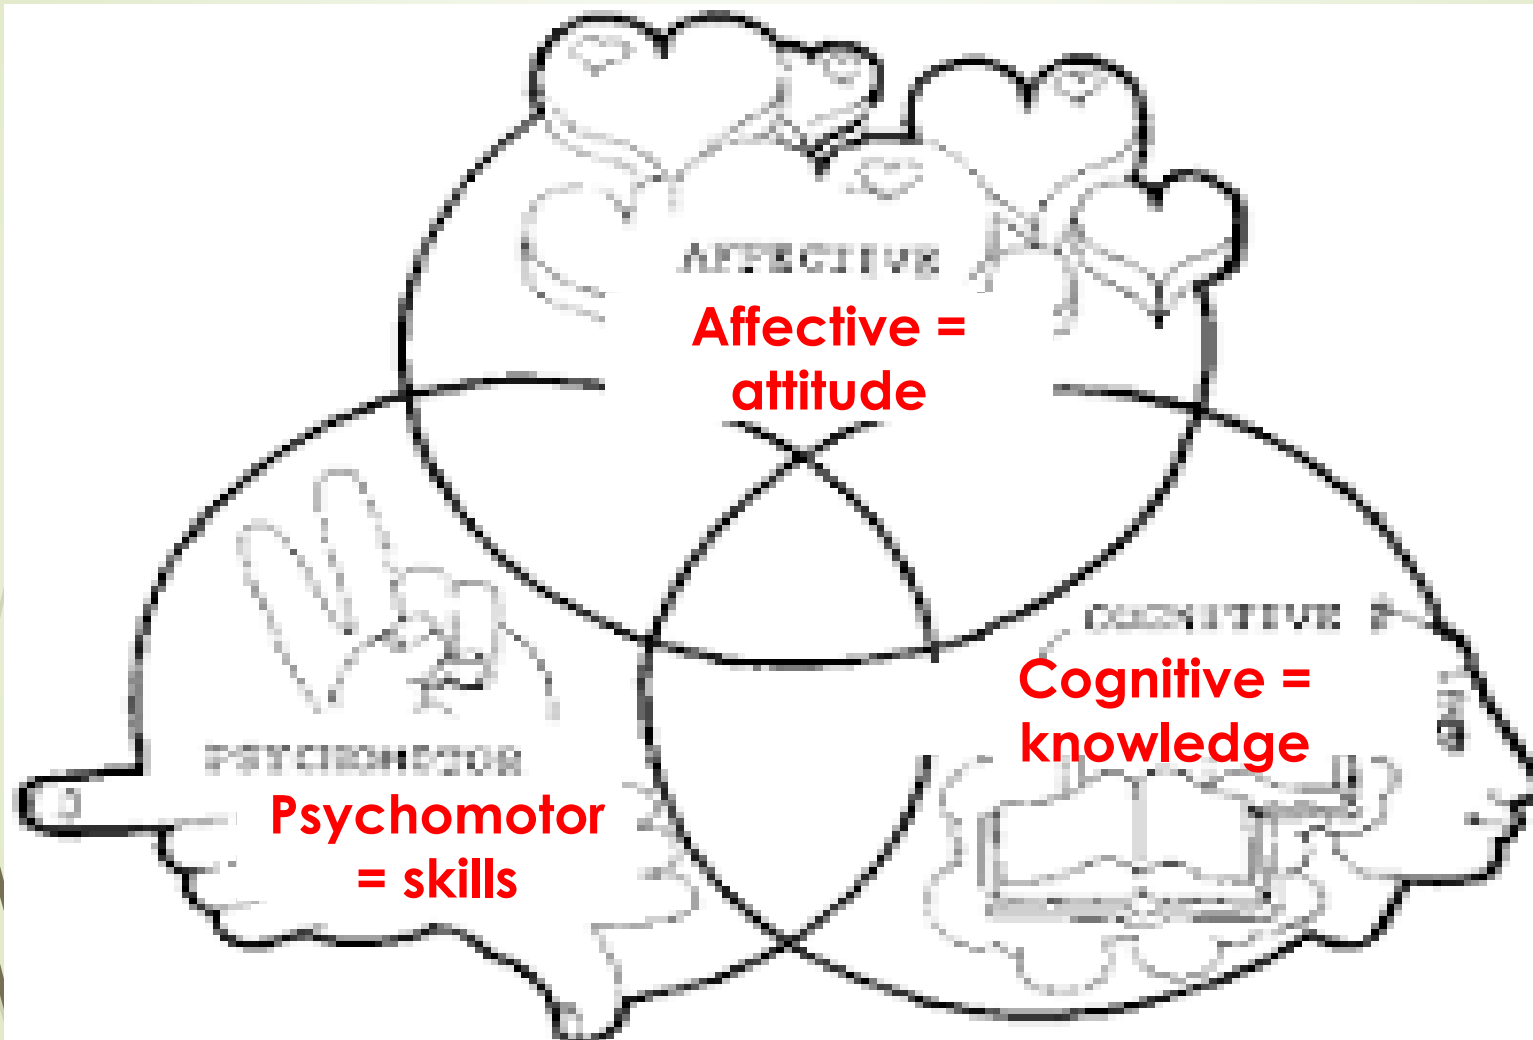 AFFECTIVE
Affective =
attitude
COGNITIVE
Cognitive =
knowledge
PSYCHOMOTOR
Psychomotor
= skills